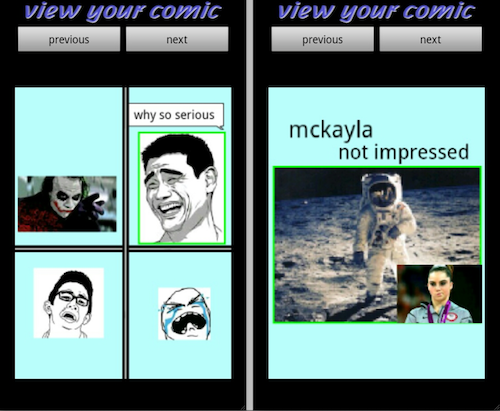 view your comic
previous
next
why so serious
view your comic
previous
next
mckayla
not impressed